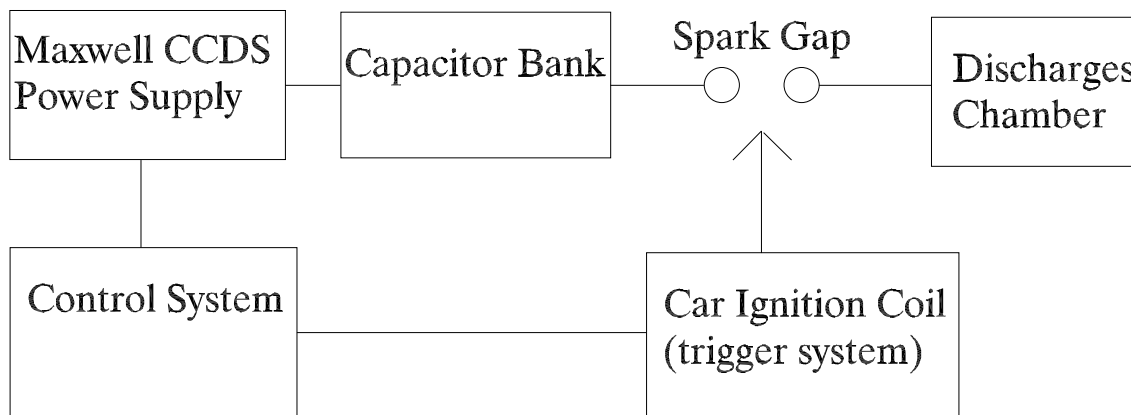 Maxwell CCDS
Power Supply
Capacitor Bank
Spark Gap
Discharges
Chamber
Control System
Car Ignition Coil
(trigger system)